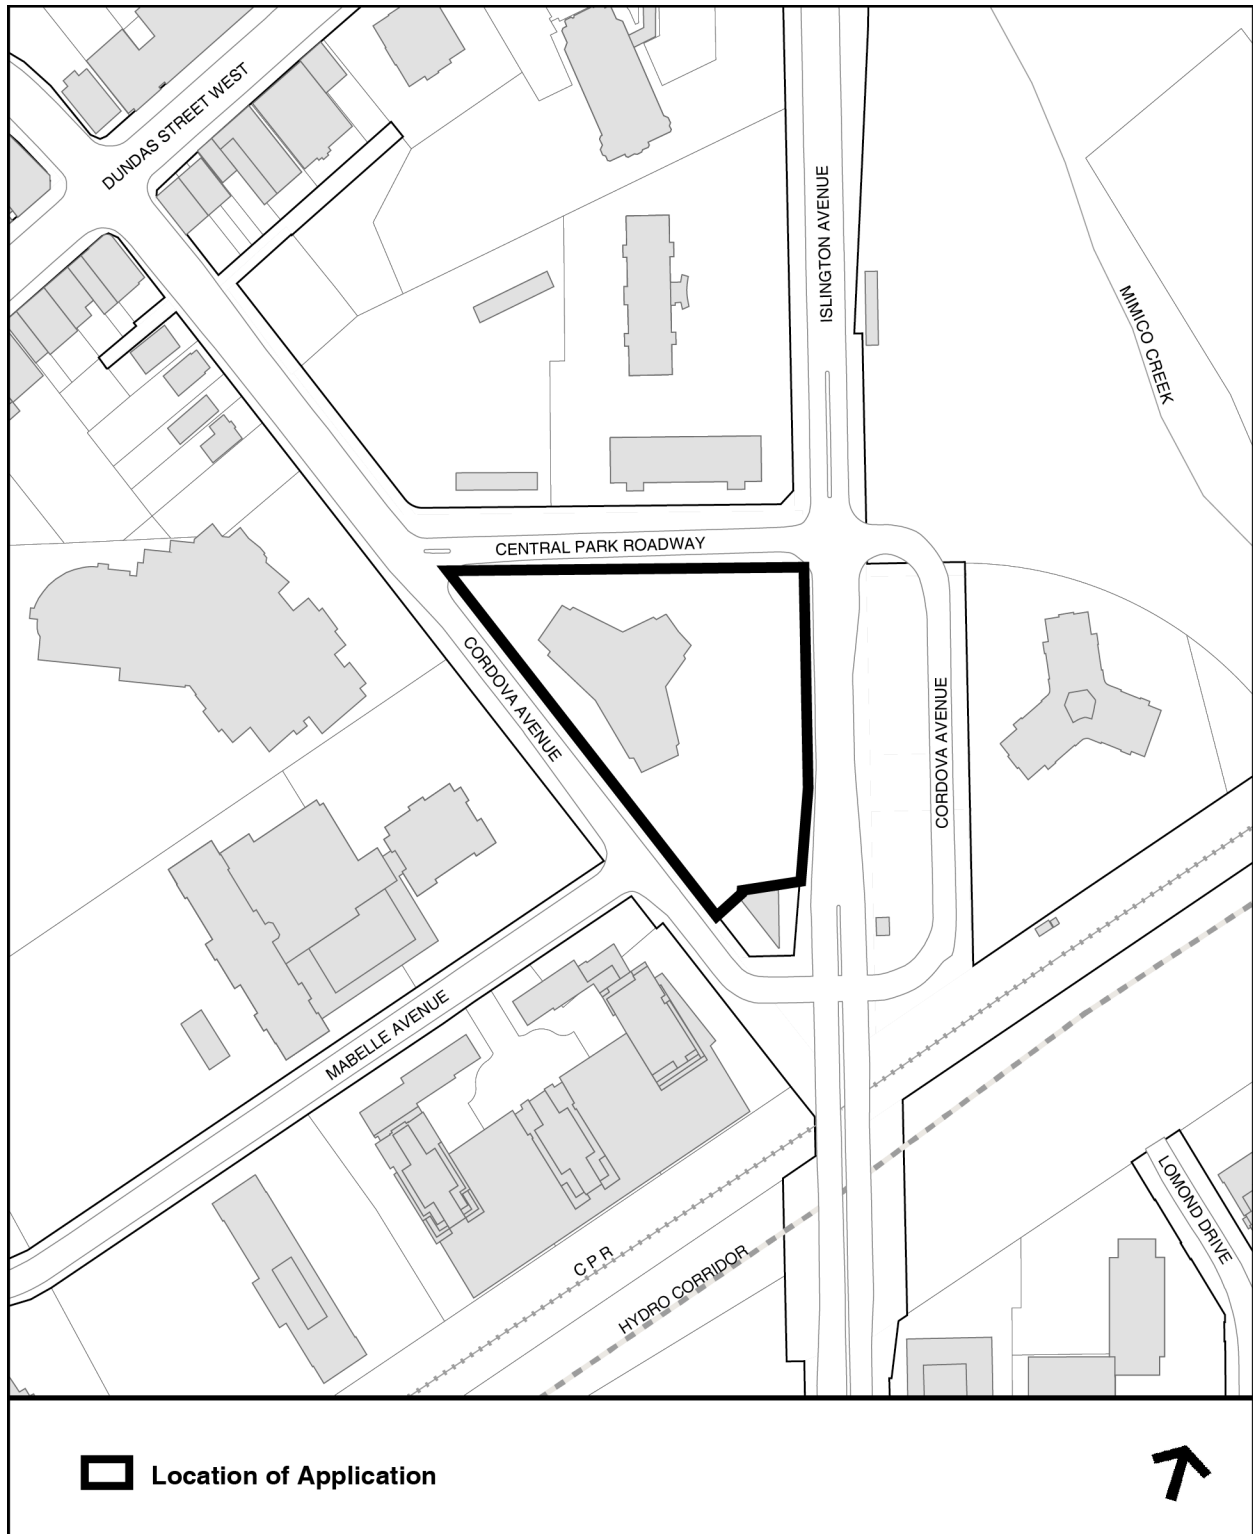 DUNDAS STREET WEST
ISLINGTON AVENUE
MIMICO CREEK
CENTRAL PARK ROADWAY
CORDOVA AVENUE
CORDOVA AVENUE
MABELLE AVENUE
LOMOND DRIVE
CPR
HYDRO CORRIDOR
Location of Application